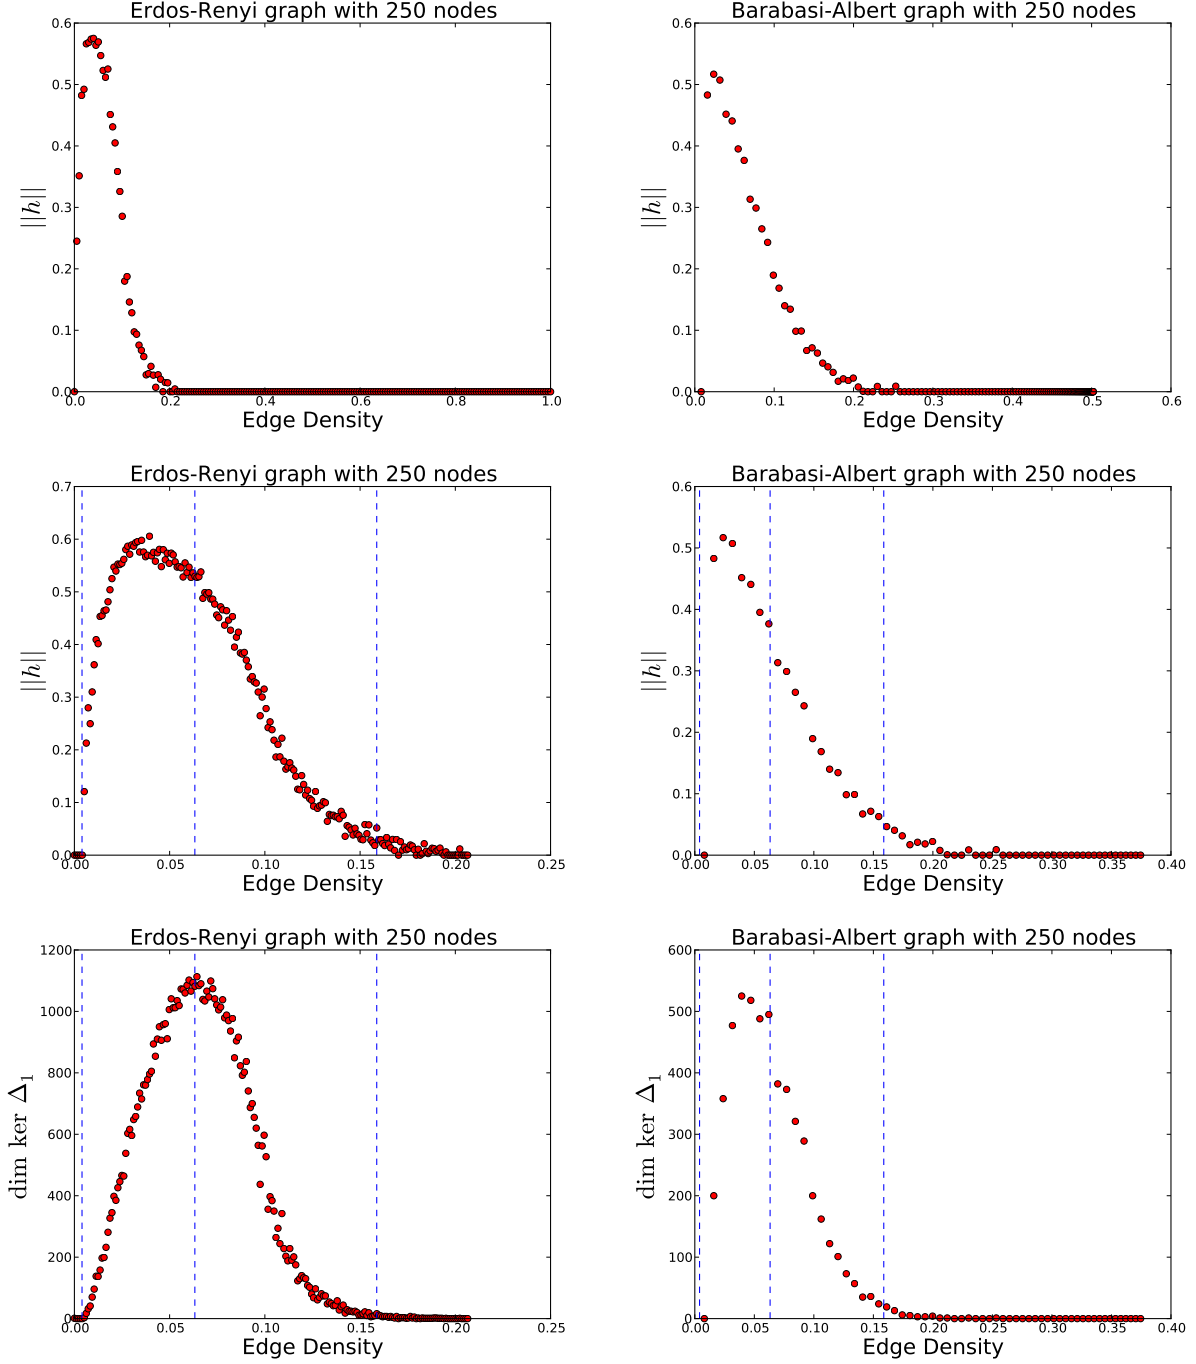 Erdos-Renyi graph with 250 nodes
0.6
0.5
0.4
0.3
0.2
0.1
0.0
||h||
0.0 0.2 0.4 0.6 0.8 1.0
Edge Density
Barabasi-Albert graph with 250 nodes
0.6
0.5
0.4
0.3
0.2
0.1
0.0
||h||
0.0 0.1 0.2 0.3 0.4 0.5 0.6
Edge Density
Erdos-Renyi graph with 250 nodes
0.7
0.6
0.5
0.4
0.3
0.2
0.1
0.0
||h||
0.00 0.05 0.10 0.15 0.20 0.25
Edge Density
Barabasi-Albert graph with 250 nodes
0.6
0.5
0.4
0.3
0.2
0.1
0.0
||h||
0.00 0.05 0.10 0.15 0.20 0.25 0.30 0.35 0.40
Edge Density
Erdos-Renyi graph with 250 nodes
1200
1000
800
600
400
200
0
dim ker Δ₁
0.00 0.05 0.10 0.15 0.20 0.25
Edge Density
Barabasi-Albert graph with 250 nodes
600
500
400
300
200
100
0
dim ker Δ₁
0.00 0.05 0.10 0.15 0.20 0.25 0.30 0.35 0.40
Edge Density